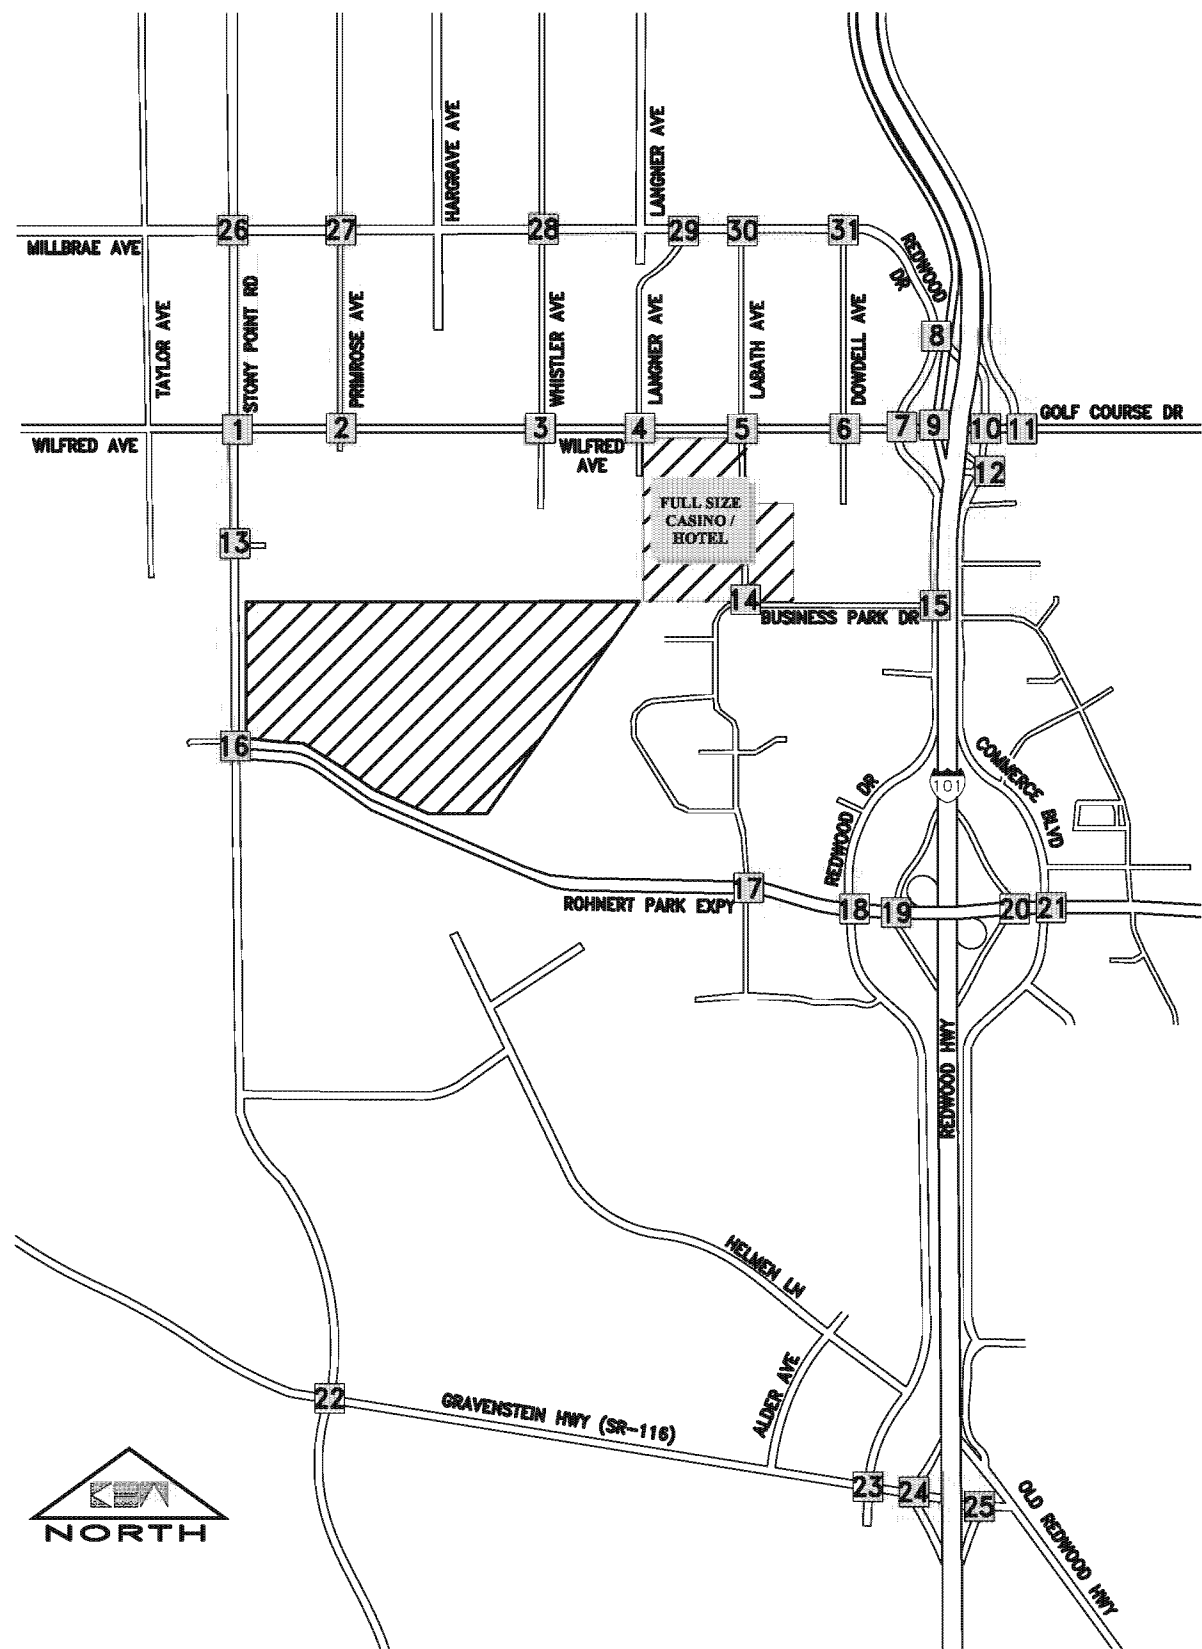 HARGRAVE AVE
LANGNER AVE
26
27
28
29
30
31
MILLBRAE AVE
REDWOOD
DR
TAYLOR AVE
STONY POINT RD
PRIMROSE AVE
WHISTLER AVE
LANGNER AVE
LABATH AVE
DOWDELL AVE
8
GOLF COURSE DR
1
2
3
4
5
6
7
9
10
11
WILFRED AVE
WILFRED
AVE
12
FULL SIZE
CASINO /
HOTEL
13
14
15
BUSINESS PARK DR
16
COMMERCE BLVD
101
REDWOOD DR
17
ROHNERT PARK EXPY
18
19
20
21
REDWOOD HWY
HELMEN LN
ALDER AVE
22
GRAVENSTEIN HWY (SR-116)
23
24
25
OLD REDWOOD HWY
NORTH